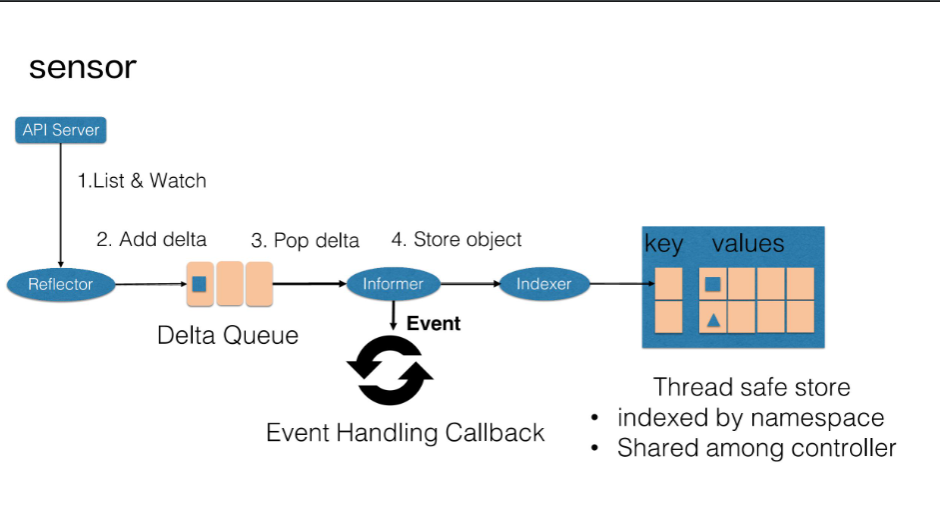 sensor
API Server
1.List & Watch
2. Add delta
3. Pop delta
4. Store object
key values
Reflector
Informer
Indexer
Event
Delta Queue
Event Handling Callback
Thread safe store
• indexed by namespace
• Shared among controller